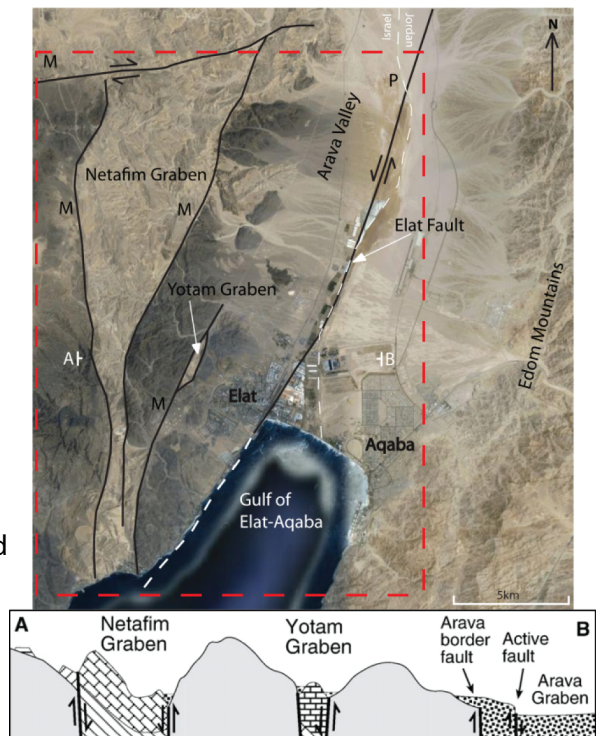 N
Israel
Jordan
M
P
Arava Valley
Netafim Graben
M
M
Elat Fault
Yotam Graben
Edom Mountains
A
B
M
Elat
Aqaba
Gulf of
Elat-Aqaba
d
5km
A
Netafim
Graben
Yotam
Graben
Arava
border
fault
Active
fault
B
Arava
Graben